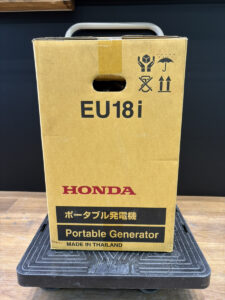 EU18i
HONDA
ポータブル発電機
Portable Generator
MADE IN THAILAND